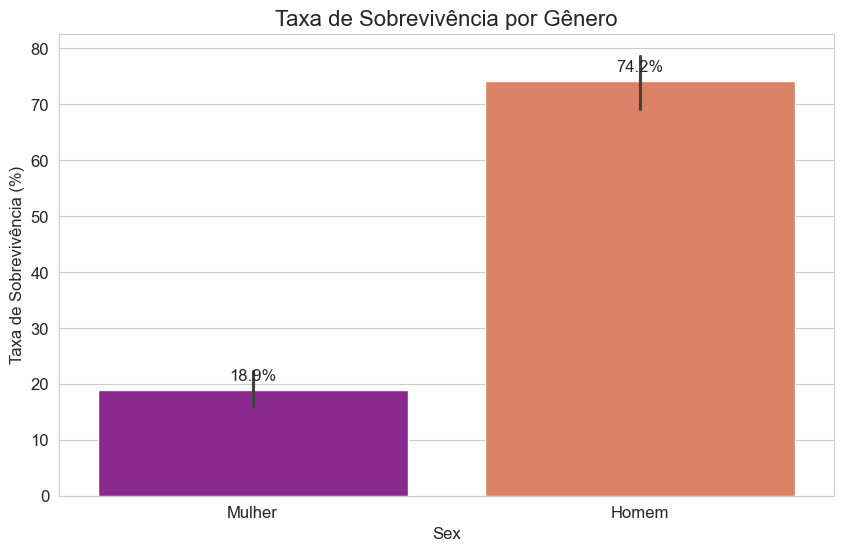 Taxa de Sobrevivência por Gênero
Taxa de Sobrevivência (%)
80
70
60
50
40
30
20
10
0
74.2%
18.9%
Mulher
Homem
Sex